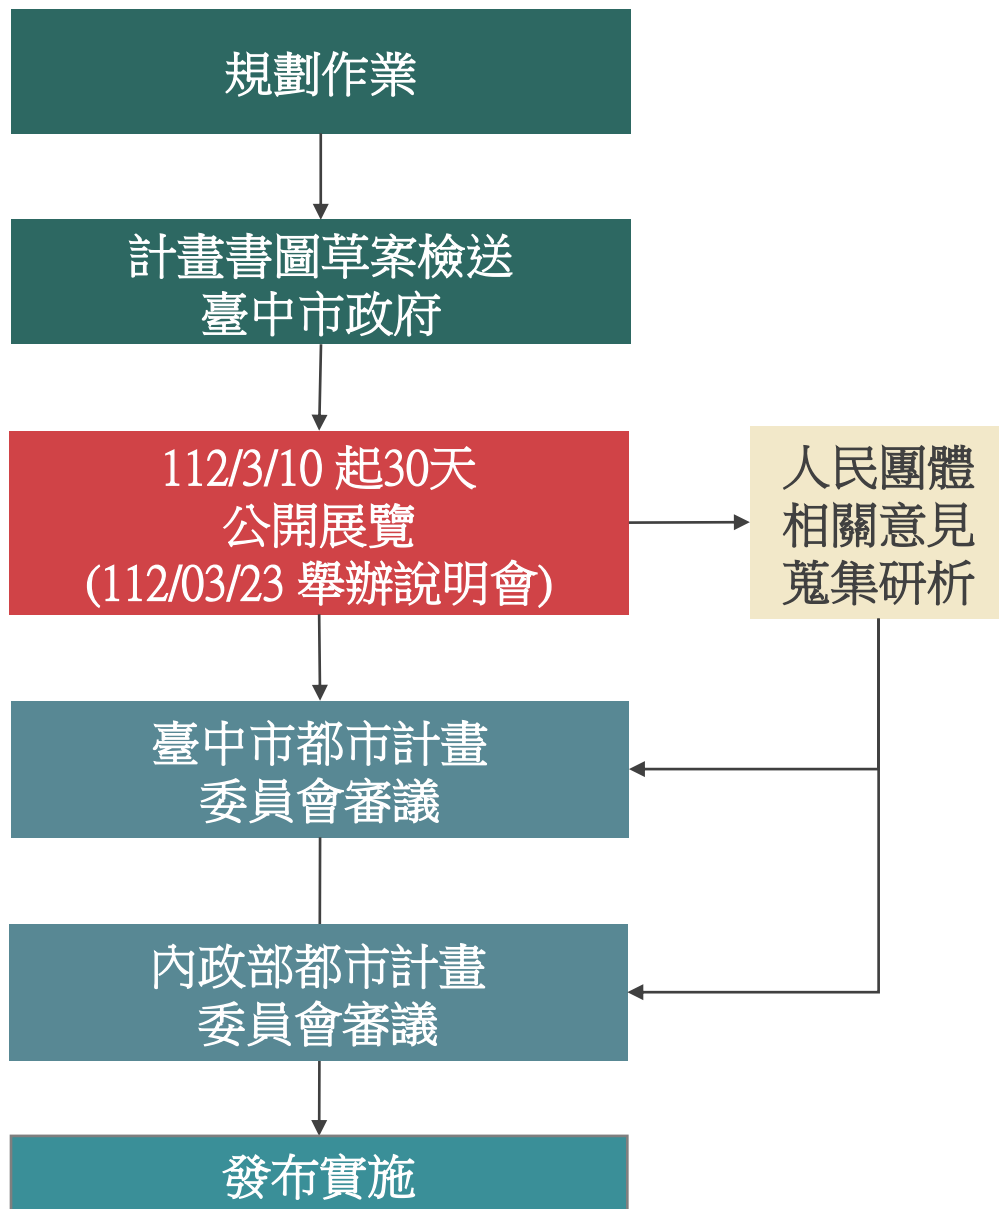 規劃作業
計畫書圖草案檢送
臺中市政府
112/3/10 起30天
公開展覽
(112/03/23 舉辦說明會)
人民團體
相關意見
蒐集研析
臺中市都市計畫
委員會審議
內政部都市計畫
委員會審議
發布實施